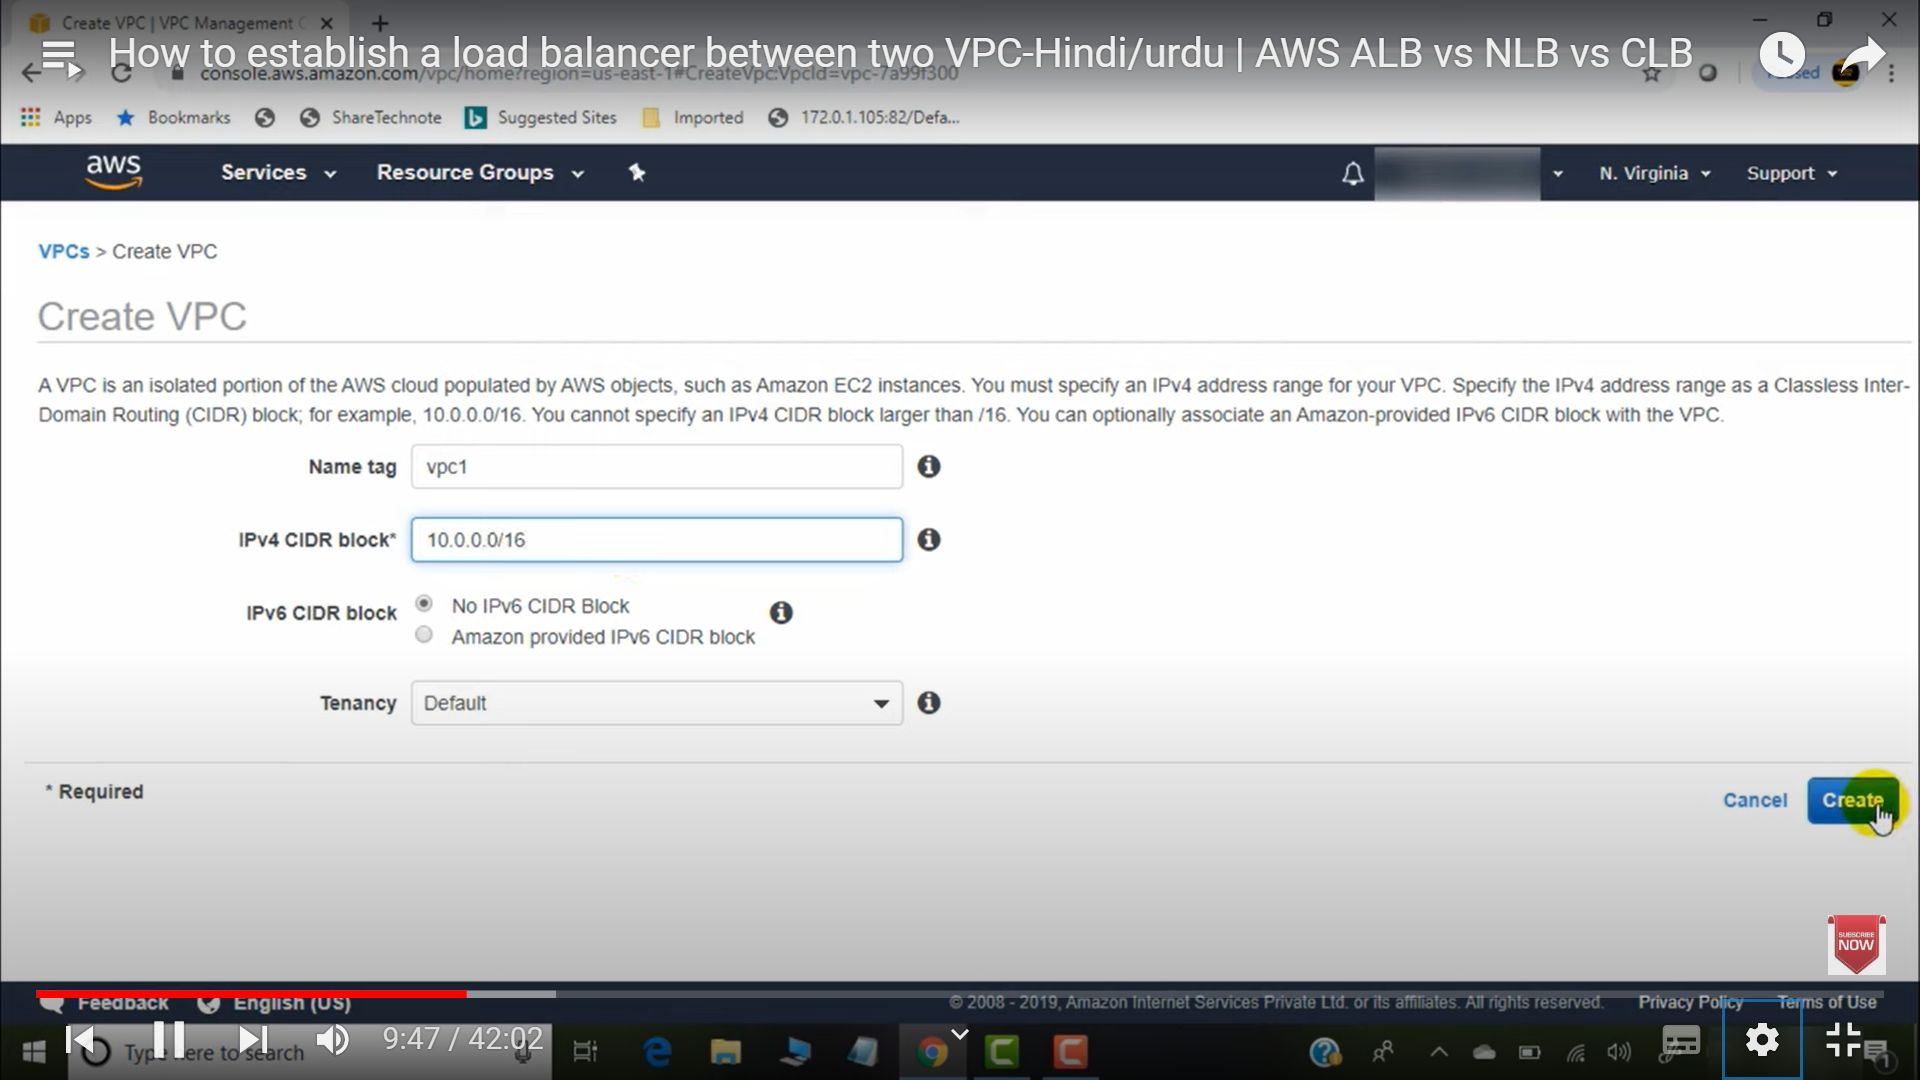 Create VPC | VPC Management C
How to establish a load balancer between two VPC-Hindi/urdu | AWS ALB vs NLB vs CLB
console.aws.amazon.com/vpc/home?region=us-east-1#CreateVpc:VpcId=vpc-7a99f300
Apps Bookmarks ShareTechnote Suggested Sites Imported 172.0.1.105:82/Defa...
aws Services Resource Groups N. Virginia Support
VPCs > Create VPC
Create VPC
A VPC is an isolated portion of the AWS cloud populated by AWS objects, such as Amazon EC2 instances. You must specify an IPv4 address range for your VPC. Specify the IPv4 address range as a Classless Inter-
Domain Routing (CIDR) block; for example, 10.0.0.0/16. You cannot specify an IPv4 CIDR block larger than /16. You can optionally associate an Amazon-provided IPv6 CIDR block with the VPC.
Name tag vpc1
IPv4 CIDR block* 10.0.0.0/16
IPv6 CIDR block No IPv6 CIDR Block
Amazon provided IPv6 CIDR block
Tenancy Default
* Required
Cancel Create
SUBSCRIBE
NOW
Feedback English (US) © 2008 - 2019, Amazon Internet Services Private Ltd. or its affiliates. All rights reserved. Privacy Policy Terms of Use
9:47 / 42:02
Type here to search
1